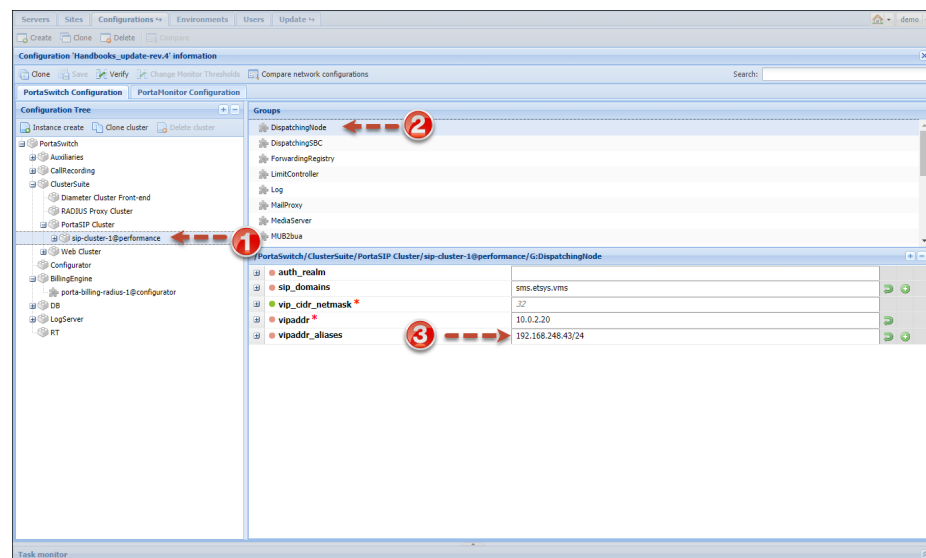 Servers Sites Configurations Environments Users Update demo
Create Clone Delete Compare
Configuration 'Handbooks_update-rev.4' information
Clone Save Verify Change Monitor Thresholds Compare network configurations Search:
PortaSwitch Configuration PortaMonitor Configuration
Configuration Tree
Instance create Clone cluster Delete cluster
PortaSwitch
Auxiliaries
CallRecording
ClusterSuite
Diameter Cluster Front-end
RADIUS Proxy Cluster
PortaSIP Cluster
sip-cluster-1@performance
1
Web Cluster
Configurator
BillingEngine
porta-billing-radius-1@configurator
DB
LogServer
RT
Groups
DispatchingNode
2
DispatchingSBC
ForwardingRegistry
LimitController
Log
MailProxy
MediaServer
MUB2bua
/PortaSwitch/ClusterSuite/PortaSIP Cluster/sip-cluster-1@performance/G:DispatchingNode
auth_realm
sip_domains sms.etsys.vms
vip_cidr_netmask * 32
vipaddr * 10.0.2.20
vipaddr_aliases 3 192.168.248.43/24
Task monitor